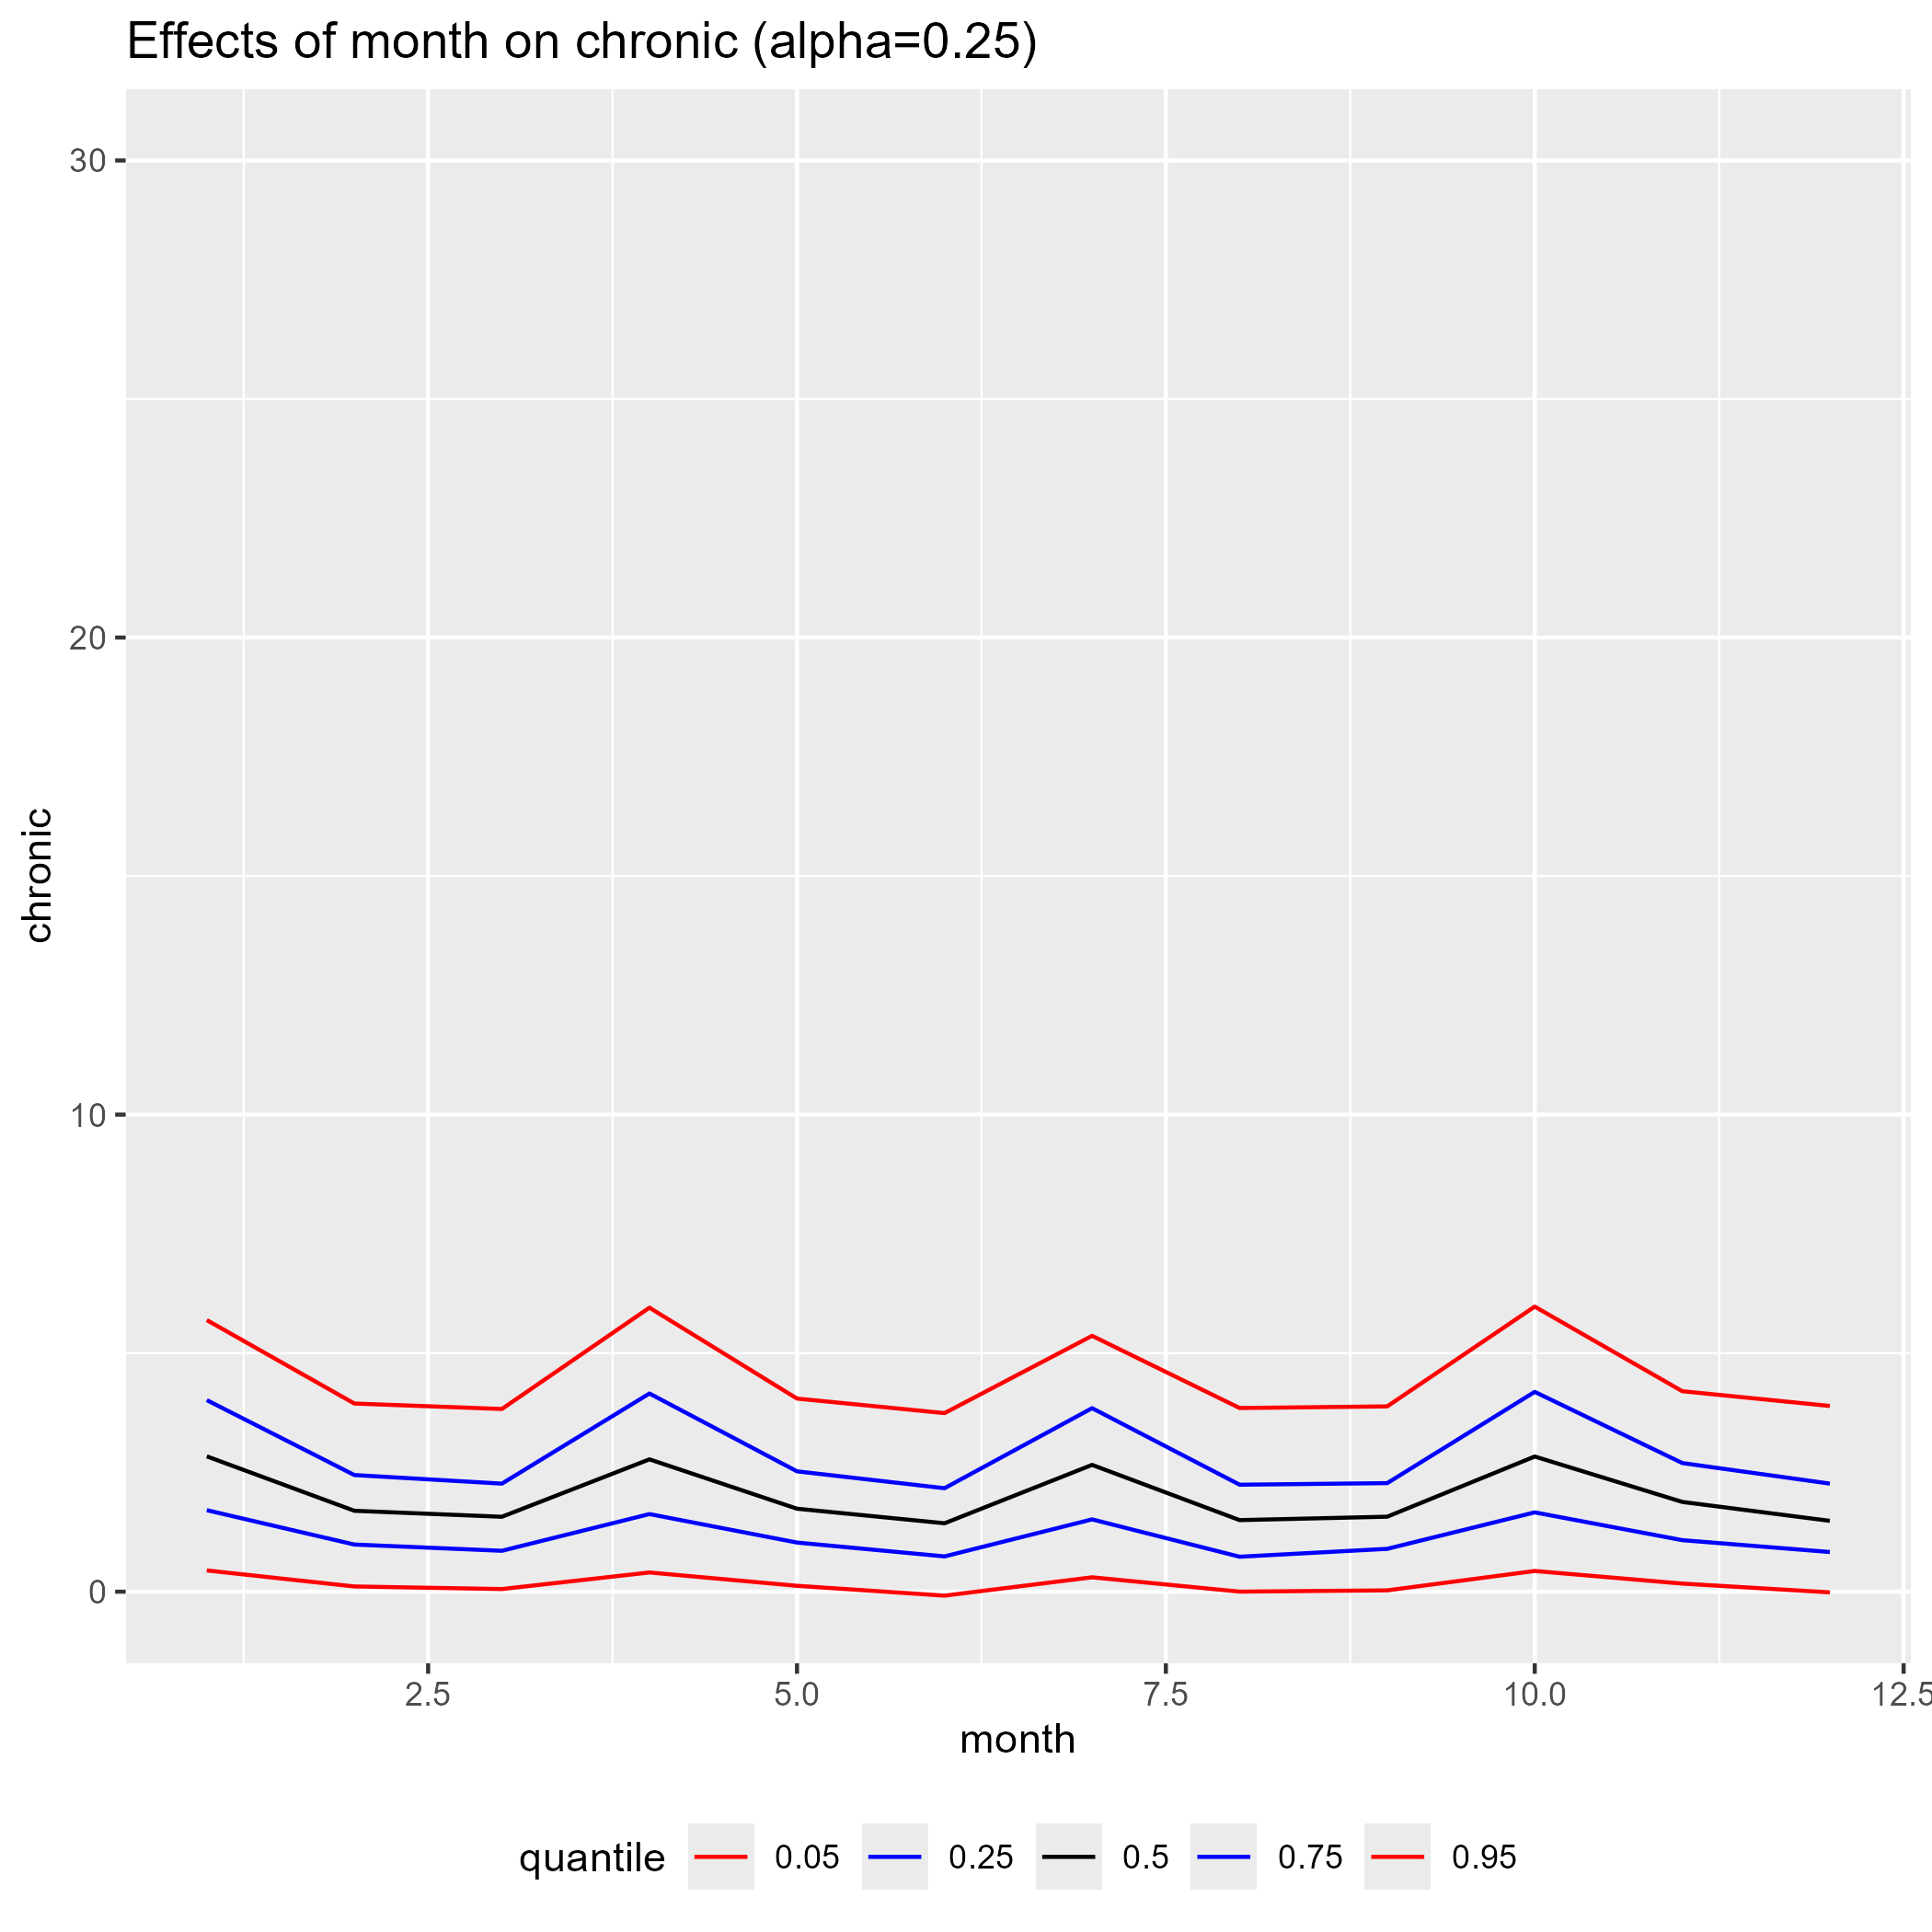 Effects of month on chronic (alpha=0.25)
30
20
10
0
chronic
2.5 5.0 7.5 10.0 12.5
month
quantile 0.05 0.25 0.5 0.75 0.95